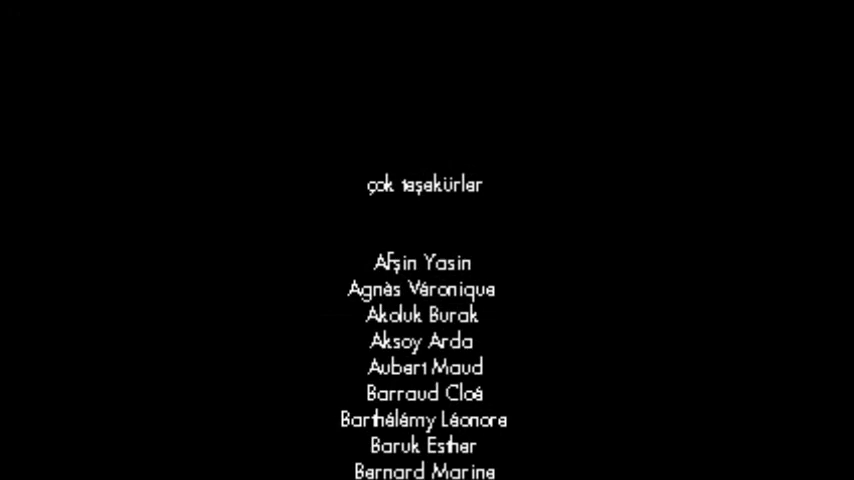 çok teşekürler
Afşin Yasin
Agnès Véronique
Akoluk Burak
Aksoy Arda
Aubert Maud
Barraud Cloé
Barthélémy Léonore
Baruk Esther
Bernard Marine